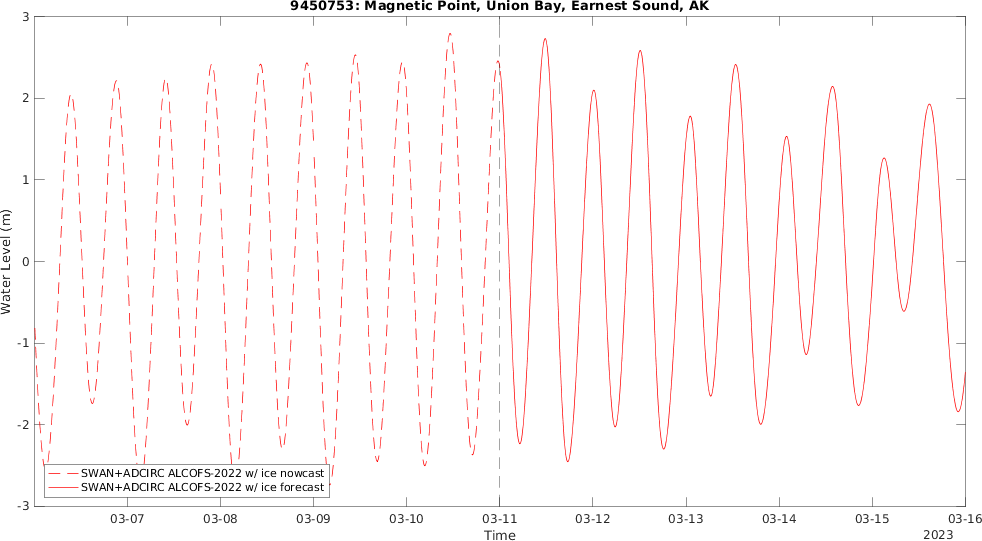 9450753: Magnetic Point, Union Bay, Earnest Sound, AK
3
2
1
0
-1
-2
-3
Water Level (m)
SWAN+ADCIRC ALCOFS-2022 w/ ice nowcast
SWAN+ADCIRC ALCOFS-2022 w/ ice forecast
03-07 03-08 03-09 03-10 03-11 03-12 03-13 03-14 03-15 03-16
Time
2023